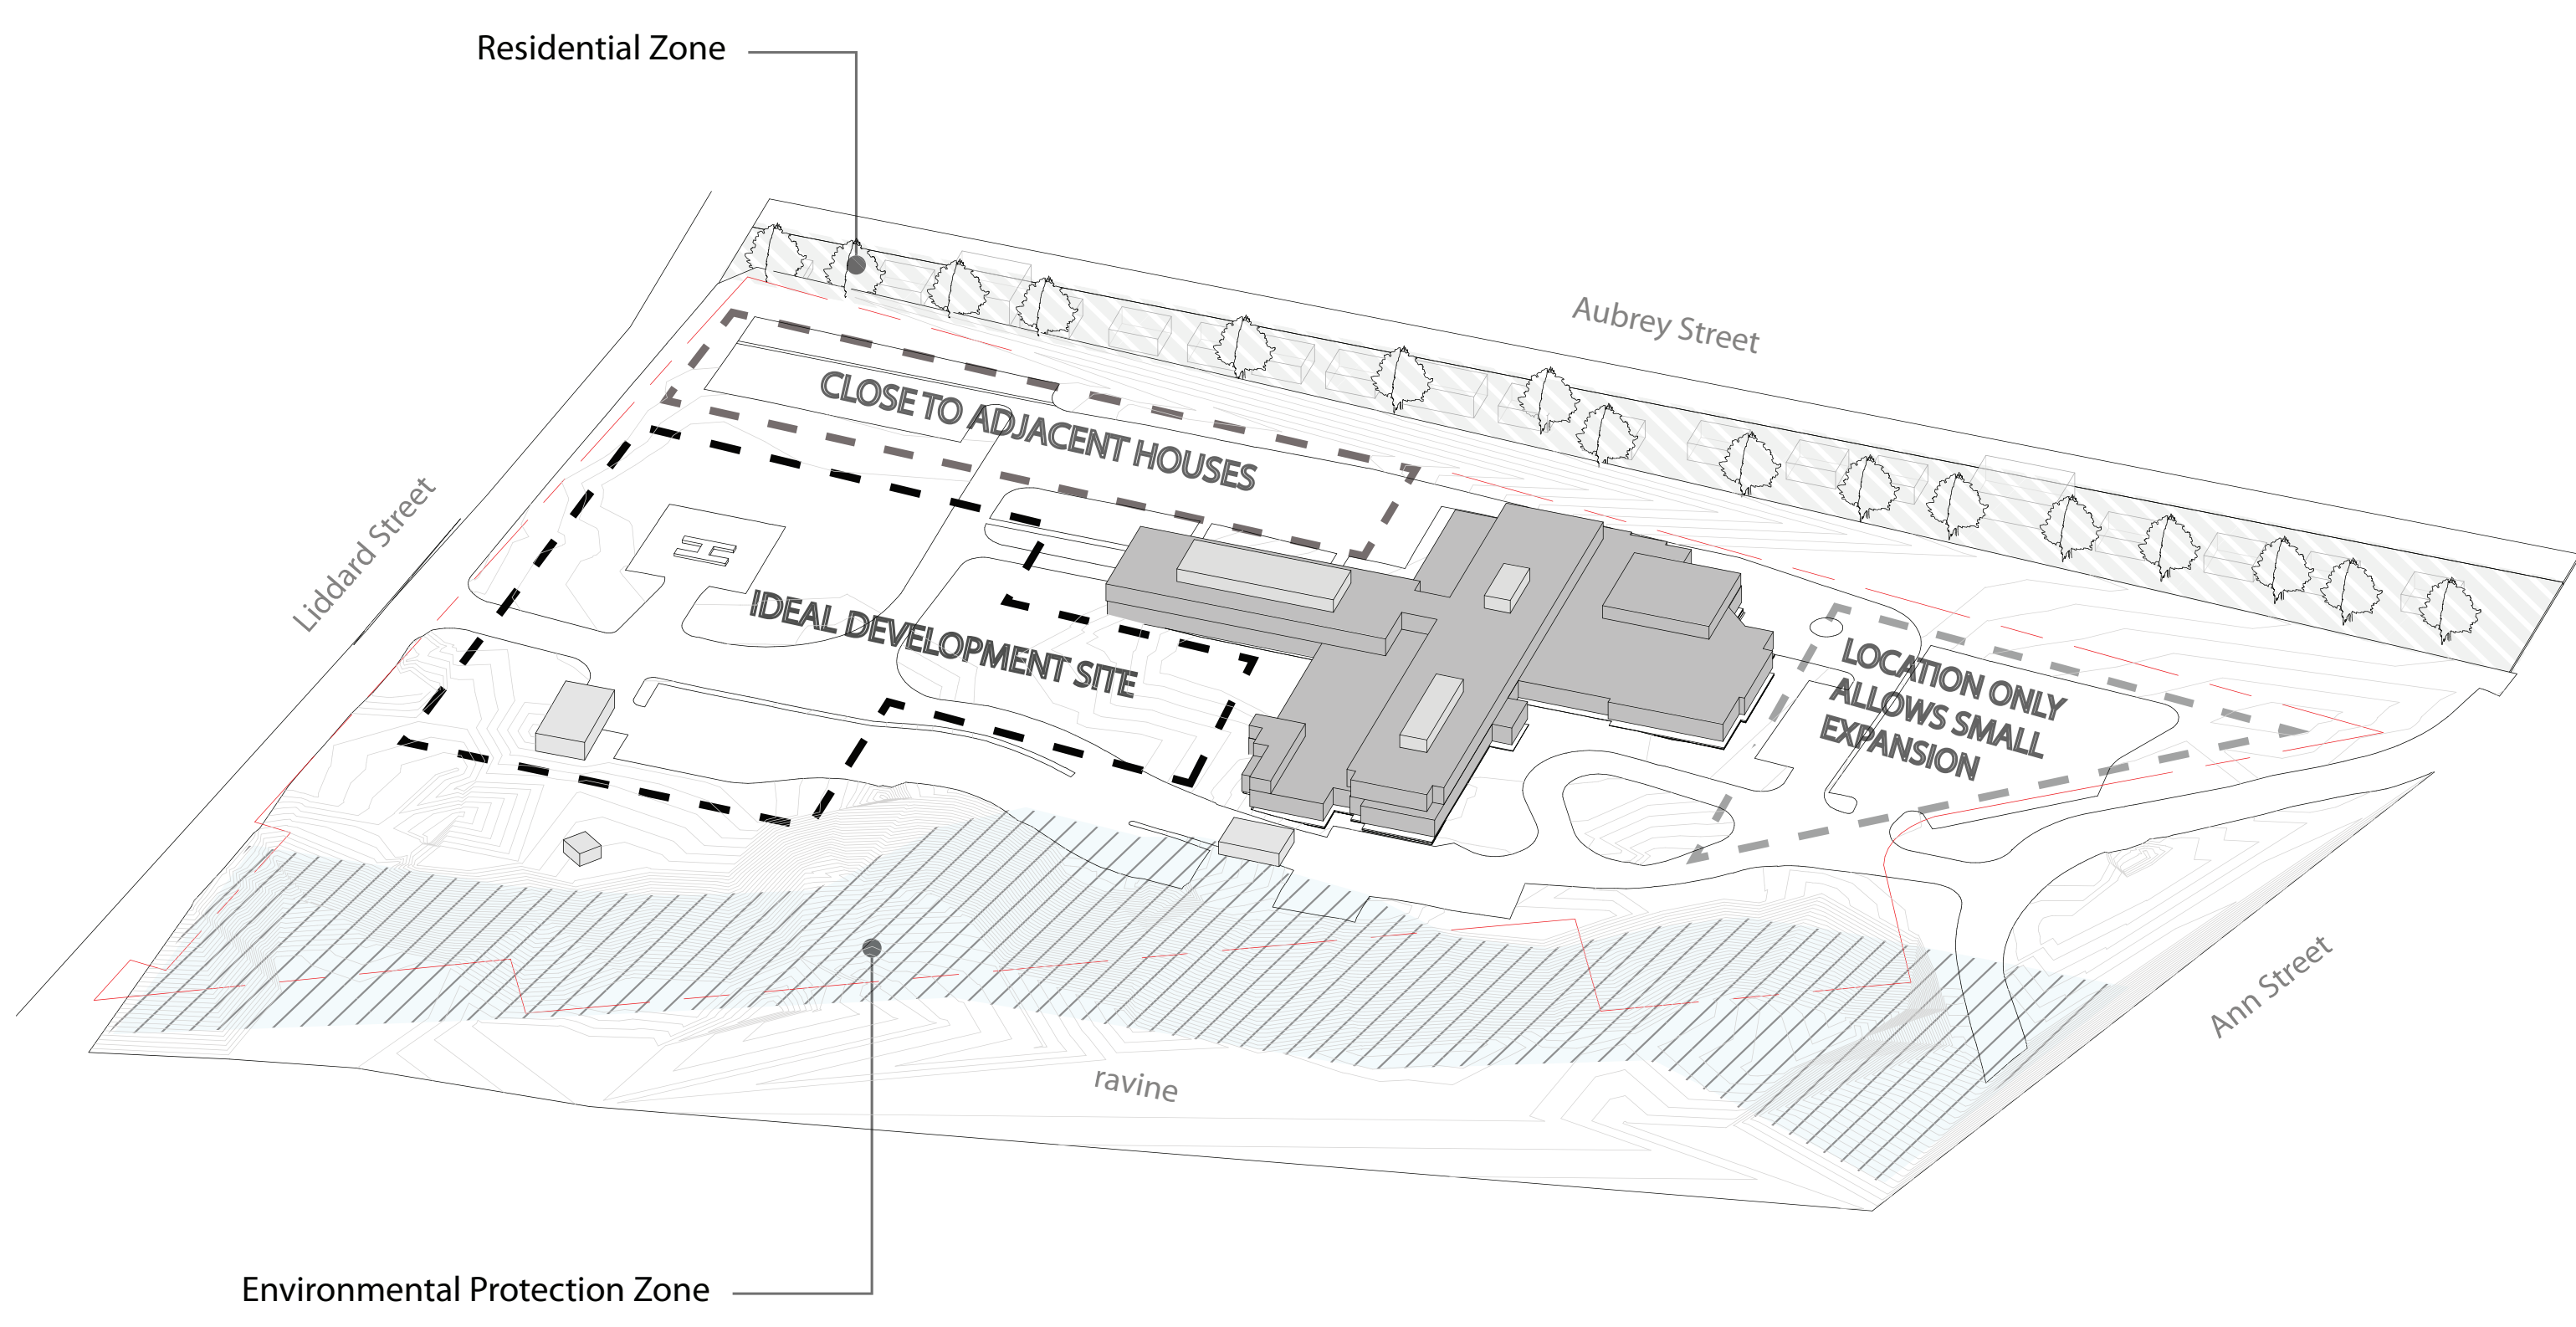 Residential Zone
Aubrey Street
CLOSE TO ADJACENT HOUSES
Liddard Street
H
IDEAL DEVELOPMENT SITE
LOCATION ONLY
ALLOWS SMALL
EXPANSION
Ann Street
ravine
Environmental Protection Zone